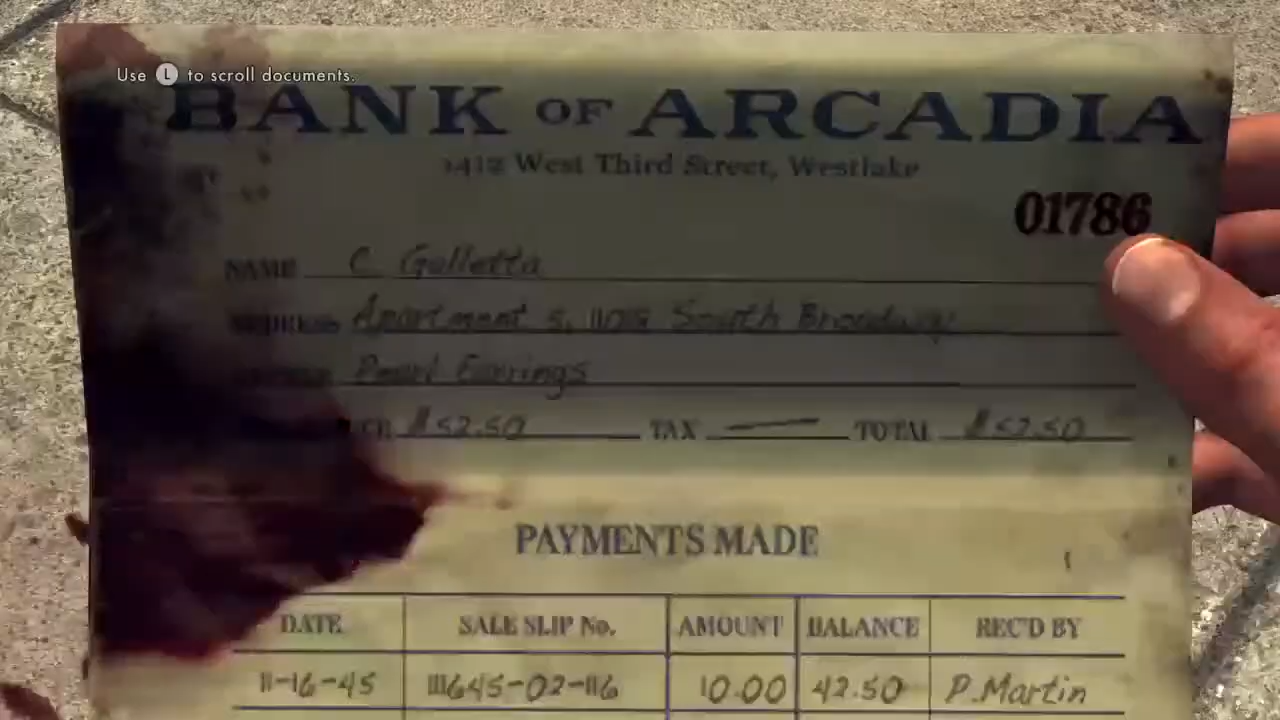 Use L to scroll documents.
BANK OF ARCADIA
1412 West Third Street, Westlake
01786
NAME C Galletta
ADDRESS Apartment 5, South Broadway
Pearl Earrings
$52.50 TAX — TOTAL $52.50
PAYMENTS MADE
DATE SALE SLIP No. AMOUNT BALANCE REC'D BY
11-16-45 111645-02-116 10.00 42.50 P. Martin